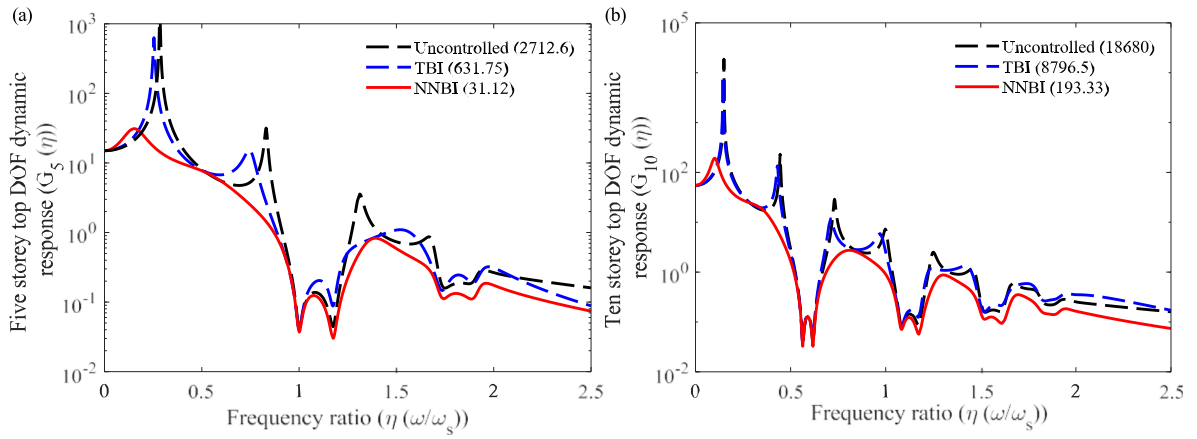 (a)
Five storey top DOF dynamic
response (G5 (η))
10^3
10^2
10^1
10^0
10^-1
10^-2
0
0.5
1
1.5
2
2.5
Frequency ratio (η (ω/ωs))
Uncontrolled (2712.6)
TBI (631.75)
NNBI (31.12)
(b)
Ten storey top DOF dynamic
response (G10 (η))
10^5
10^2
10^0
10^-2
0
0.5
1
1.5
2
2.5
Frequency ratio (η (ω/ωs))
Uncontrolled (18680)
TBI (8796.5)
NNBI (193.33)